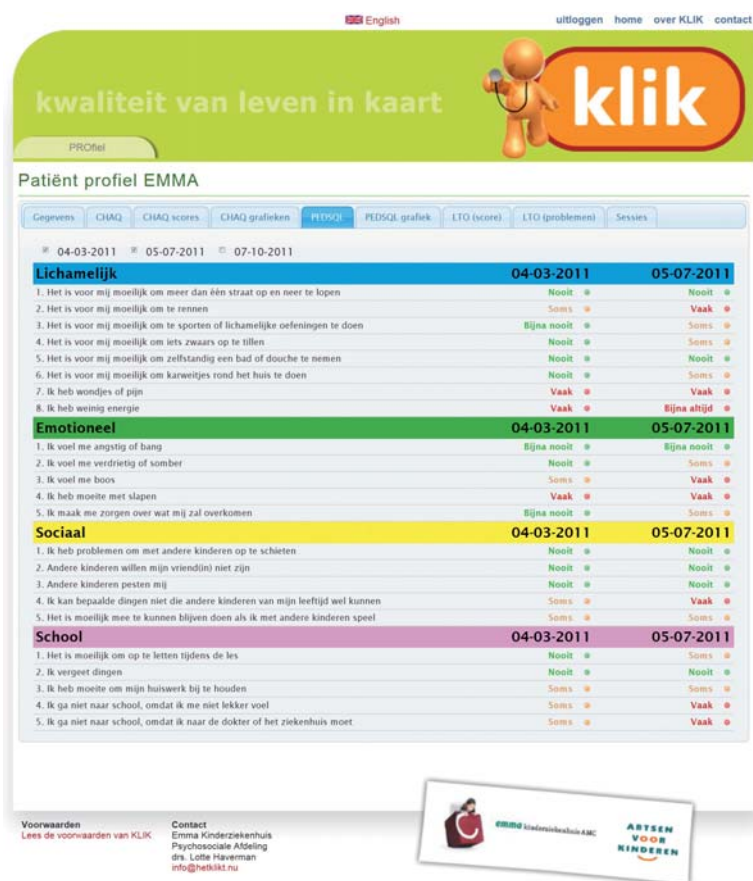 English
uitloggen home over KLIK contact
kwaliteit van leven in kaart
klik
PROfiel
Patiënt profiel EMMA
Gegevens CHAQ CHAQ scores CHAQ grafieken PEDSQL PEDSQL grafiek LTO (score) LTO (problemen) Sessies
04-03-2011 05-07-2011 07-10-2011
Lichamelijk 04-03-2011 05-07-2011
1. Het is voor mij moeilijk om meer dan één straat op en neer te lopen Nooit Nooit
2. Het is voor mij moeilijk om te rennen Soms Vaak
3. Het is voor mij moeilijk om te sporten of lichamelijke oefeningen te doen Bijna nooit Soms
4. Het is voor mij moeilijk om iets zwaars op te tillen Nooit Soms
5. Het is voor mij moeilijk om zelfstandig een bad of douche te nemen Nooit Nooit
6. Het is voor mij moeilijk om karweitjes rond het huis te doen Nooit Soms
7. Ik heb wondjes of pijn Vaak Vaak
8. Ik heb weinig energie Vaak Bijna altijd
Emotioneel 04-03-2011 05-07-2011
1. Ik voel me angstig of bang Bijna nooit Bijna nooit
2. Ik voel me verdrietig of somber Nooit Soms
3. Ik voel me boos Soms Vaak
4. Ik heb moeite met slapen Vaak Vaak
5. Ik maak me zorgen over wat mij zal overkomen Bijna nooit Soms
Sociaal 04-03-2011 05-07-2011
1. Ik heb problemen om met andere kinderen op te schieten Nooit Nooit
2. Andere kinderen willen mijn vriend(in) niet zijn Nooit Nooit
3. Andere kinderen pesten mij Nooit Nooit
4. Ik kan bepaalde dingen niet die andere kinderen van mijn leeftijd wel kunnen Soms Vaak
5. Het is moeilijk mee te kunnen blijven doen als ik met andere kinderen speel Soms Soms
School 04-03-2011 05-07-2011
1. Het is moeilijk om op te letten tijdens de les Nooit Soms
2. Ik vergeet dingen Nooit Nooit
3. Ik heb moeite om mijn huiswerk bij te houden Soms Soms
4. Ik ga niet naar school, omdat ik me niet lekker voel Soms Vaak
5. Ik ga niet naar school, omdat ik naar de dokter of het ziekenhuis moet Soms Vaak
Voorwaarden
Lees de voorwaarden van KLIK
Contact
Emma Kinderziekenhuis
Psychosociale Afdeling
drs. Lotte Haverman
info@hetklikt.nu
emma kinderziekenhuis AMC
ARTSEN
VOOR
KINDEREN